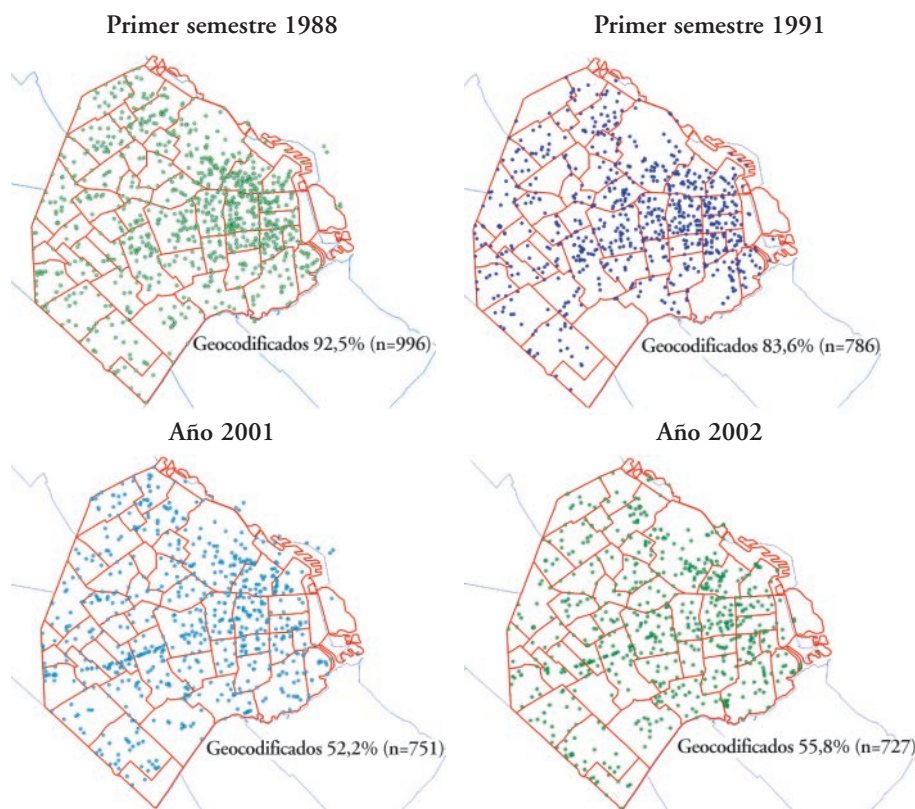 Primer semestre 1988
Primer semestre 1991
Geocodificados 92,5% (n=996)
Geocodificados 83,6% (n=786)
Año 2001
Año 2002
Geocodificados 52,2% (n=751)
Geocodificados 55,8% (n=727)